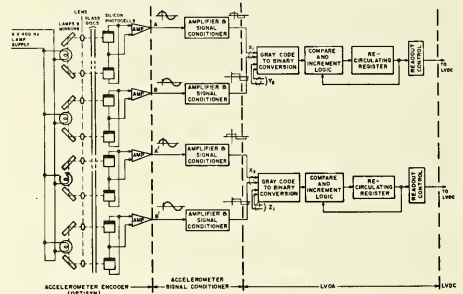 6 V 400 Hz
LAMP
SUPPLY
LAMPS &
MIRRORS
LENS
GLASS
DISCS
SILICON
PHOTOCELLS
AMP
A
AMPLIFIER &
SIGNAL
CONDITIONER
AMP
B
AMPLIFIER &
SIGNAL
CONDITIONER
AMP
A'
AMPLIFIER &
SIGNAL
CONDITIONER
AMP
B'
AMPLIFIER &
SIGNAL
CONDITIONER
GRAY CODE
TO BINARY
CONVERSION
COMPARE
AND
INCREMENT
LOGIC
RE-
CIRCULATING
REGISTER
READOUT
CONTROL
TO
LVDC
GRAY CODE
TO BINARY
CONVERSION
COMPARE
AND
INCREMENT
LOGIC
RE-
CIRCULATING
REGISTER
READOUT
CONTROL
TO
LVDC
ACCELEROMETER ENCODER
(OPTISYN)
ACCELEROMETER
SIGNAL CONDITIONER
LVDA
LVDC